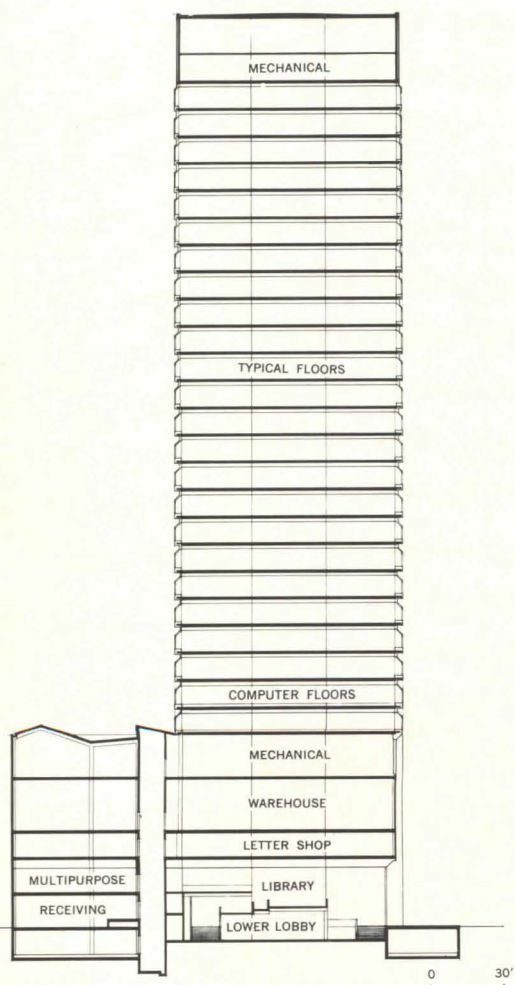 MECHANICAL
TYPICAL FLOORS
COMPUTER FLOORS
MECHANICAL
WAREHOUSE
LETTER SHOP
MULTIPURPOSE
LIBRARY
RECEIVING
LOWER LOBBY
0 30'